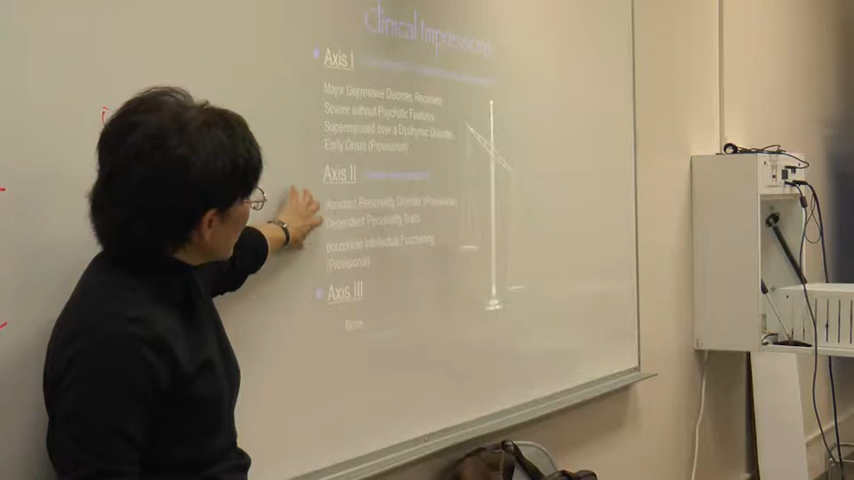 Clinical Impressions
Axis I
Major Depressive Disorder, Recurrent,
Severe without Psychotic Features
Superimposed over a Dysthymic Disorder,
Early Onset (Provisional)
Axis II
Avoidant Personality Disorder (Provisional)
Dependent Personality Traits
Borderline Intellectual Functioning
(Provisional)
Axis III
None